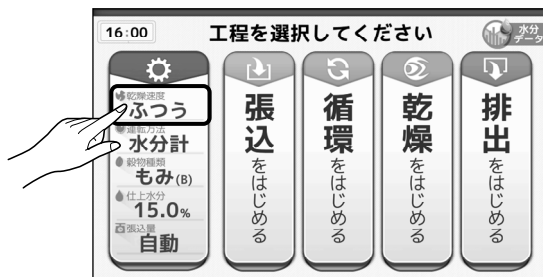 16:00
工程を選択してください
水分
データ
乾燥速度
ふつう
運転方法
水分計
穀物種類
もみ(B)
仕上水分
15.0%
張込量
自動
張込をはじめる
循環をはじめる
乾燥をはじめる
排出をはじめる